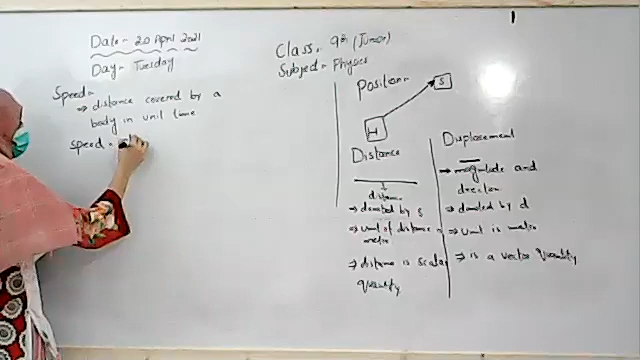 Date:- 20 April 2021
Day:- Tuesday
Class:- 9th (Junior)
Subject:- Physics
Speed:-
⇒ distance covered by a
body in unit time
Speed =
Position:-
S
H
Distance
distance
⇒ denoted by S
⇒ unit of distance
metre
⇒ distance is scalar
quantity
Displacement
→ magnitude and
direction
⇒ denoted by d
⇒ unit is metre
⇒ is a vector quantity